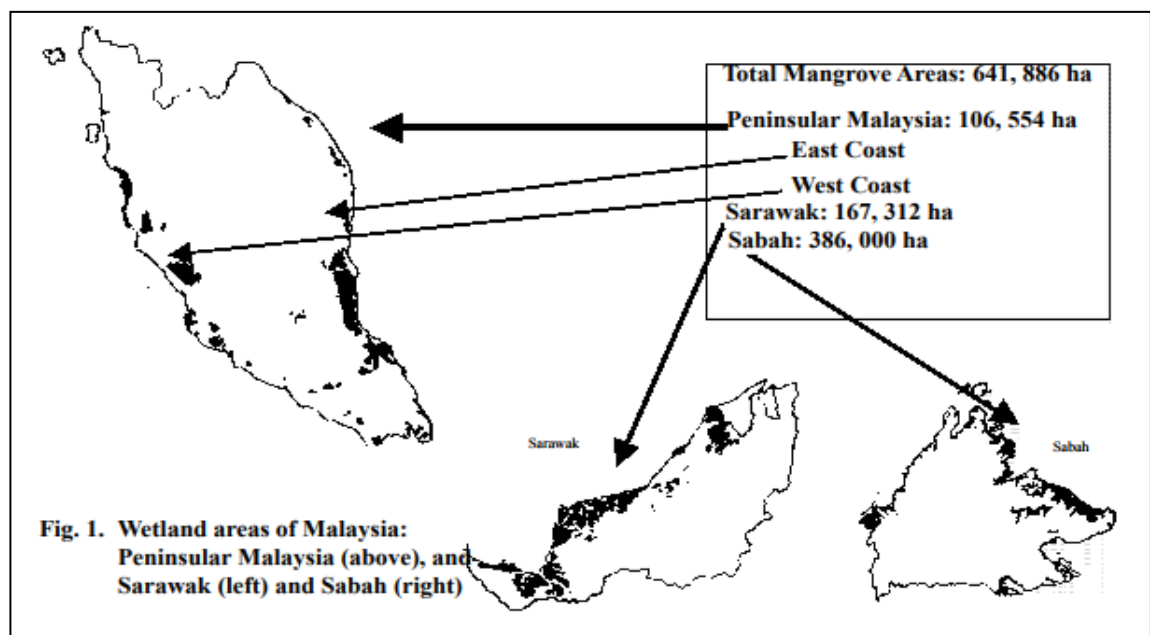 Total Mangrove Areas: 641, 886 ha
Peninsular Malaysia: 106, 554 ha
East Coast
West Coast
Sarawak: 167, 312 ha
Sabah: 386, 000 ha
Sarawak
Sabah
Fig. 1. Wetland areas of Malaysia:
Peninsular Malaysia (above), and
Sarawak (left) and Sabah (right)